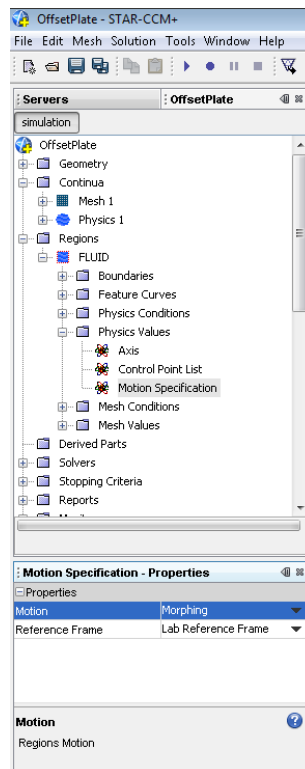 OffsetPlate - STAR-CCM+
File Edit Mesh Solution Tools Window Help
Servers OffsetPlate
simulation
OffsetPlate
Geometry
Continua
Mesh 1
Physics 1
Regions
FLUID
Boundaries
Feature Curves
Physics Conditions
Physics Values
Axis
Control Point List
Motion Specification
Mesh Conditions
Mesh Values
Derived Parts
Solvers
Stopping Criteria
Reports
Motion Specification - Properties
Properties
Motion Morphing
Reference Frame Lab Reference Frame
Motion
Regions Motion